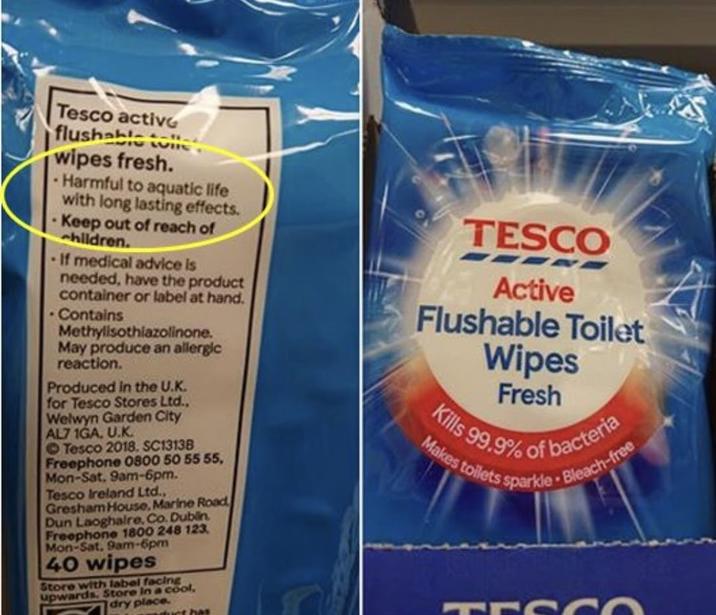 Tesco active
flushable toilet
wipes fresh.
· Harmful to aquatic life
with long lasting effects.
· Keep out of reach of
children.
· If medical advice is
needed, have the product
container or label at hand.
· Contains
Methylisothiazolinone.
May produce an allergic
reaction.
Produced in the U.K.
for Tesco Stores Ltd.,
Welwyn Garden City
AL7 1GA, U.K.
© Tesco 2018. SC1313B
Freephone 0800 50 55 55,
Mon-Sat, 9am-6pm.
Tesco Ireland Ltd.,
Gresham House, Marine Road,
Dun Laoghaire, Co. Dublin.
Freephone 1800 248 123,
Mon-Sat, 9am-6pm
40 wipes
Store with label facing
upwards. Store in a cool,
dry place.
product has
TESCO
Active
Flushable Toilet
Wipes
Fresh
Kills 99.9% of bacteria
Makes toilets sparkle • Bleach-free
TESCO